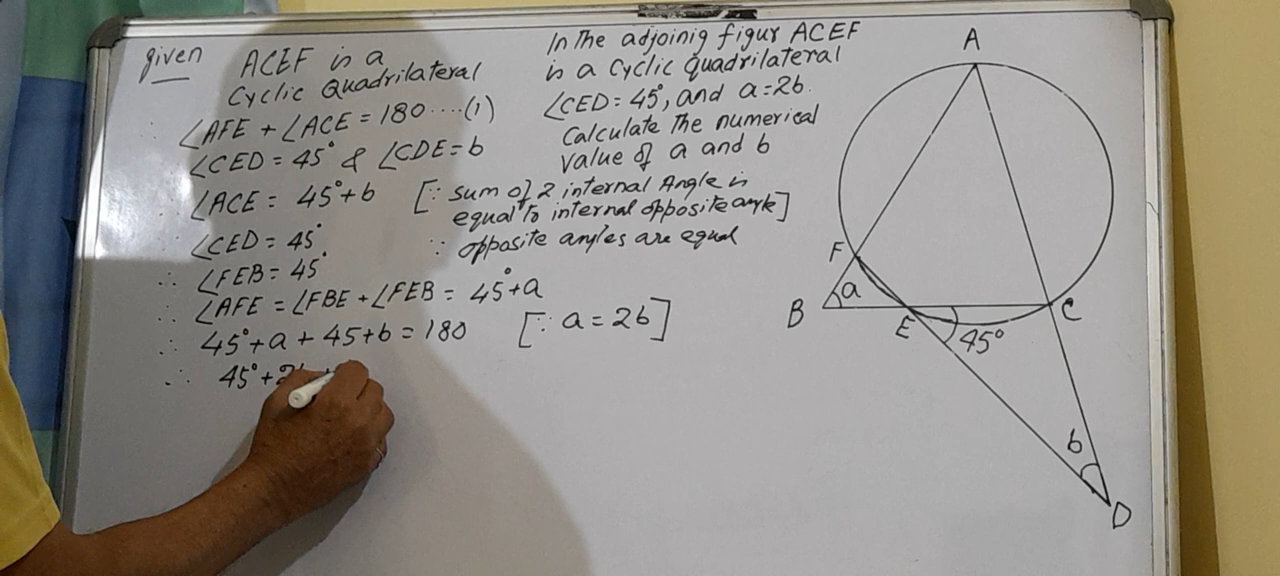 given ACEF is a
Cyclic Quadrilateral
∴ ∠AFE + ∠ACE = 180 ....(1)
∠CED = 45° & ∠CDE = b
∴ ∠ACE = 45° + b [∵ sum of 2 internal Angle is
equal to internal opposite angle]
∴ ∠CED = 45° ∵ opposite angles are equal
∴ ∠FEB = 45°
∴ ∠AFE = ∠FBE + ∠FEB = 45° + a
∴ 45° + a + 45 + b = 180 [∵ a = 2b]
∴ 45° + 2b
In The adjoinig figur ACEF
is a Cyclic quadrilateral
∠CED = 45°, and a = 2b.
Calculate The numerical
value of a and b
A
F
B
a
E
C
45°
b
D